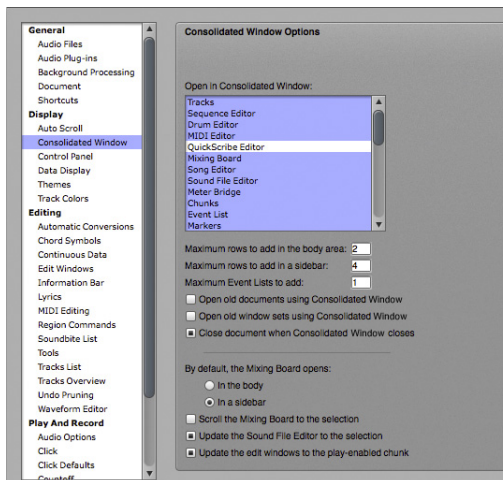 General
Audio Files
Audio Plug-ins
Background Processing
Document
Shortcuts
Display
Auto Scroll
Consolidated Window
Control Panel
Data Display
Themes
Track Colors
Editing
Automatic Conversions
Chord Symbols
Continuous Data
Edit Windows
Information Bar
Lyrics
MIDI Editing
Region Commands
Soundbite List
Tools
Tracks List
Tracks Overview
Undo Pruning
Waveform Editor
Play And Record
Audio Options
Click
Click Defaults
Countoff
Consolidated Window Options
Open in Consolidated Window:
Tracks
Sequence Editor
Drum Editor
MIDI Editor
QuickScribe Editor
Mixing Board
Song Editor
Sound File Editor
Meter Bridge
Chunks
Event List
Markers
Maximum rows to add in the body area: 2
Maximum rows to add in a sidebar: 4
Maximum Event Lists to add: 1
Open old documents using Consolidated Window
Open old window sets using Consolidated Window
Close document when Consolidated Window closes
By default, the Mixing Board opens:
In the body
In a sidebar
Scroll the Mixing Board to the selection
Update the Sound File Editor to the selection
Update the edit windows to the play-enabled chunk